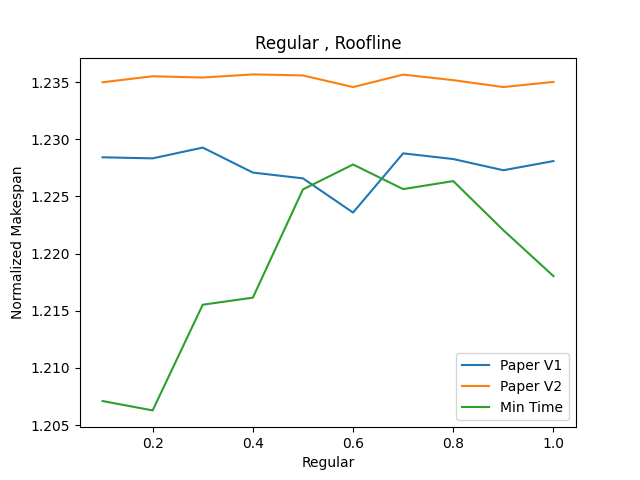 Regular , Roofline
Normalized Makespan
1.235
1.230
1.225
1.220
1.215
1.210
1.205
Paper V1
Paper V2
Min Time
0.2 0.4 0.6 0.8 1.0
Regular